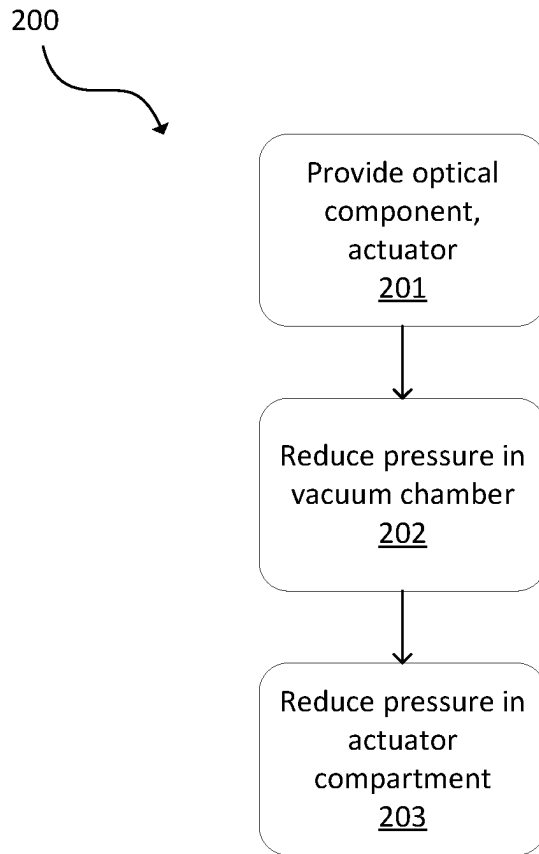 200
Provide optical
component,
actuator
201
Reduce pressure in
vacuum chamber
202
Reduce pressure in
actuator
compartment
203